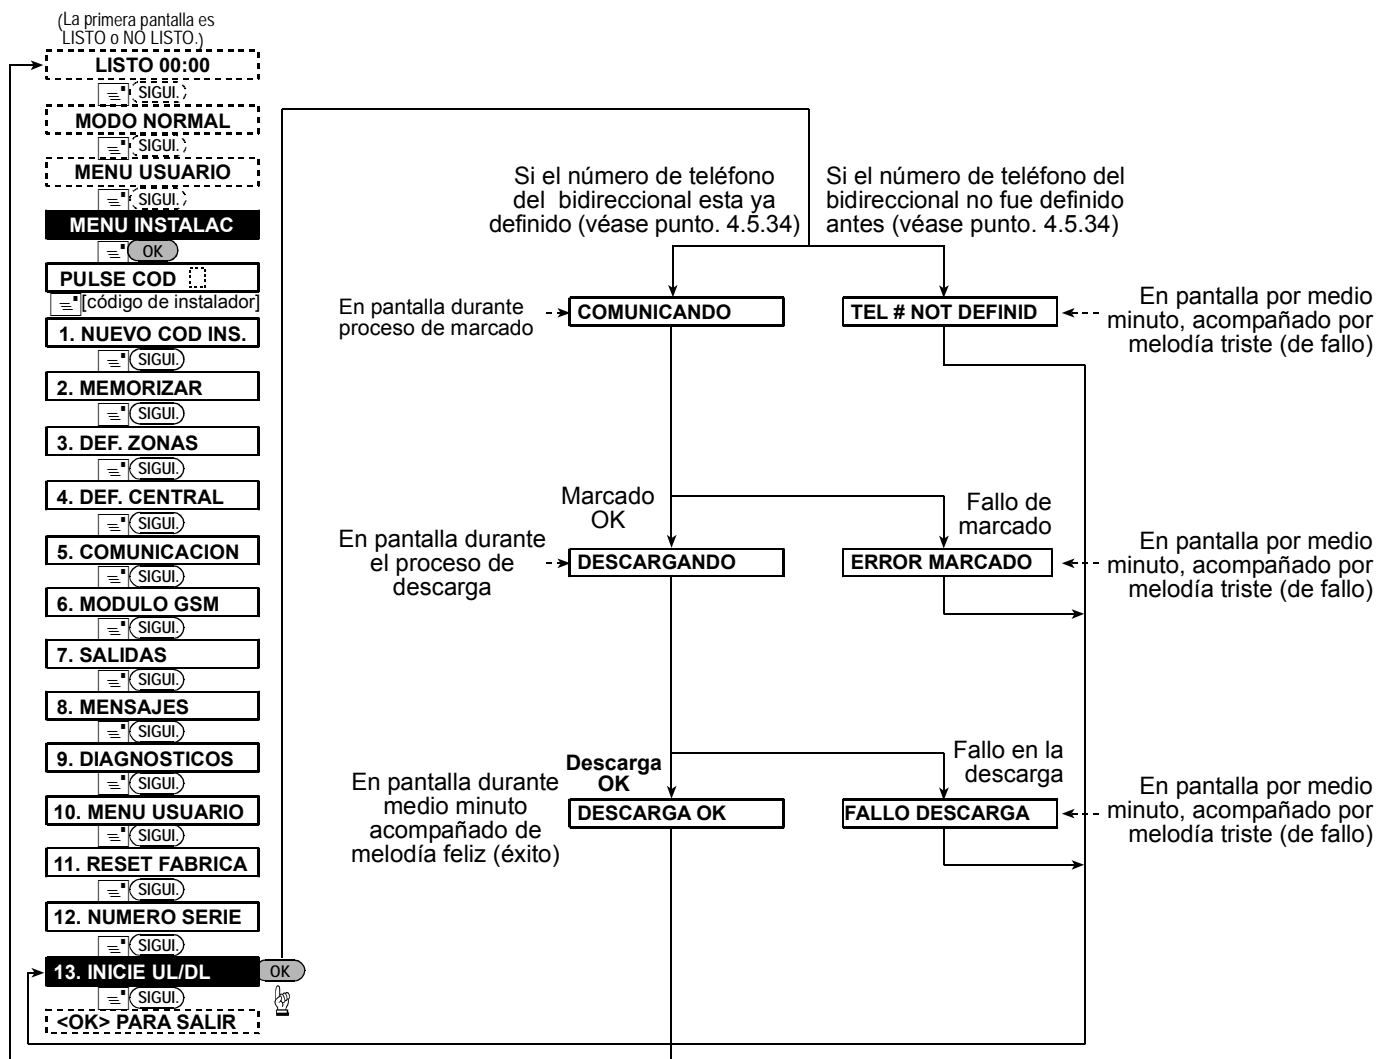 (La primera pantalla es
LISTO o NO LISTO.)
LISTO 00:00
SIGUI.
MODO NORMAL
SIGUI.
MENU USUARIO
SIGUI.
MENU INSTALAC
OK
PULSE COD
[código de instalador]
1. NUEVO COD INS.
SIGUI.
2. MEMORIZAR
SIGUI.
3. DEF. ZONAS
SIGUI.
4. DEF. CENTRAL
SIGUI.
5. COMUNICACION
SIGUI.
6. MODULO GSM
SIGUI.
7. SALIDAS
SIGUI.
8. MENSAJES
SIGUI.
9. DIAGNOSTICOS
SIGUI.
10. MENU USUARIO
SIGUI.
11. RESET FABRICA
SIGUI.
12. NUMERO SERIE
SIGUI.
13. INICIE UL/DL
OK
SIGUI.
<OK> PARA SALIR
Si el número de teléfono
del bidireccional esta ya
definido (véase punto. 4.5.34)
Si el número de teléfono del
bidireccional no fue definido
antes (véase punto. 4.5.34)
En pantalla durante
proceso de marcado
COMUNICANDO
TEL # NOT DEFINID
En pantalla por medio
minuto, acompañado por
melodía triste (de fallo)
Marcado
OK
Fallo de
marcado
En pantalla durante
el proceso de
descarga
DESCARGANDO
ERROR MARCADO
En pantalla por medio
minuto, acompañado por
melodía triste (de fallo)
Descarga
OK
Fallo en la
descarga
En pantalla durante
medio minuto
acompañado de
melodía feliz (éxito)
DESCARGA OK
FALLO DESCARGA
En pantalla por medio
minuto, acompañado por
melodía triste (de fallo)